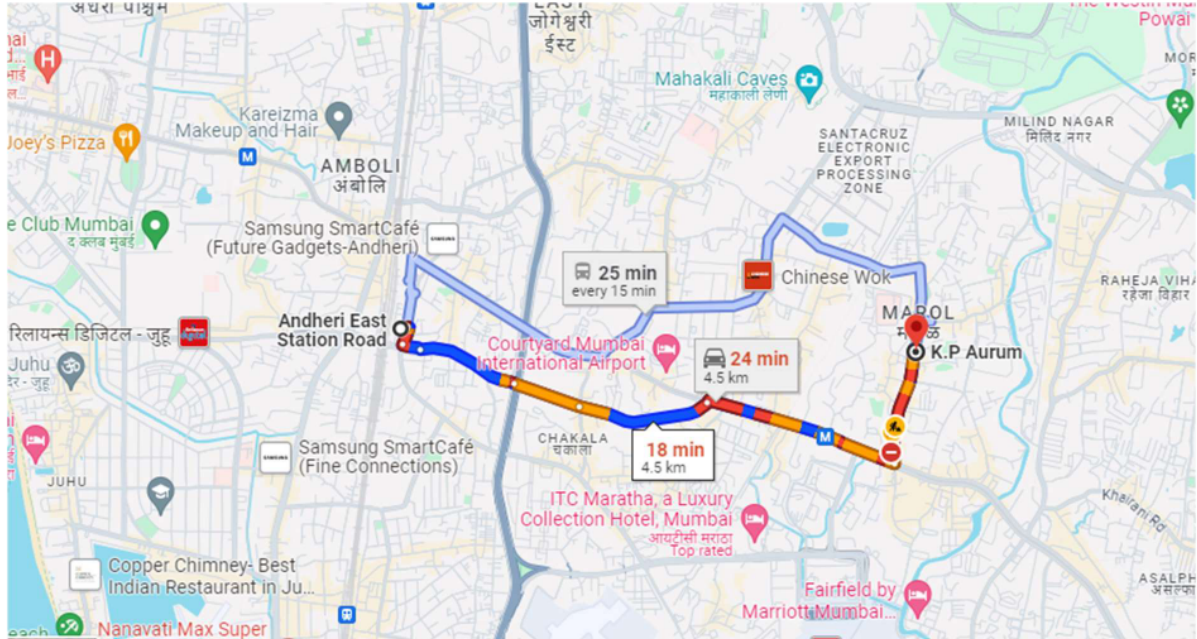 अंधेरी पश्चिम
EAST
जोगेश्वरी
ईस्ट
The Westin Mu
Powai
Mahakali Caves
महाकाली लेणी
MILIND NAGAR
मिलिंद नगर
Kareizma
Makeup and Hair
Joey's Pizza
M
H
AMBOLI
अंबोलि
SANTACRUZ
ELECTRONIC
EXPORT
PROCESSING
ZONE
e Club Mumbai
द क्लब मुंबई
Samsung SmartCafé
(Future Gadgets-Andheri)
SAMSUNG
25 min
every 15 min
Chinese Wok
RAHEJA VIHA
रहेजा विहार
MAROL
Andheri East
Station Road
रिलायन्स डिजिटल - जुहू
Juhu
Courtyard Mumbai
International Airport
24 min
4.5 km
K.P Aurum
CHAKALA
चकाला
M
18 min
4.5 km
Samsung SmartCafé
(Fine Connections)
JUHU
ITC Maratha, a Luxury
Collection Hotel, Mumbai
आयटीसी मराठा
Top rated
Khairani Rd
Copper Chimney- Best
Indian Restaurant in Ju...
Fairfield by
Marriott Mumbai...
ASALPH
Nanavati Max Super